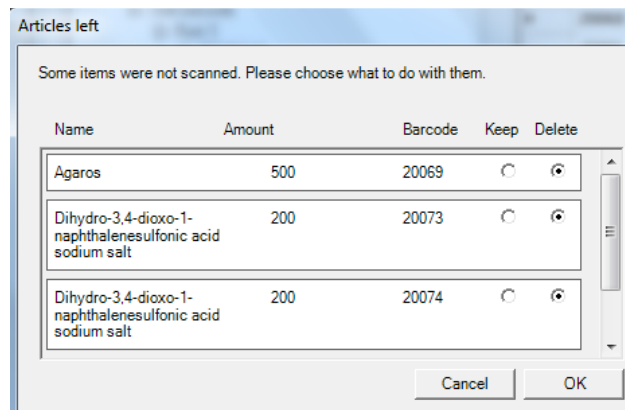 Articles left
Some items were not scanned. Please choose what to do with them.
Name Amount Barcode Keep Delete
Agaros 500 20069
Dihydro-3,4-dioxo-1- 200 20073
naphthalenesulfonic acid
sodium salt
Dihydro-3,4-dioxo-1- 200 20074
naphthalenesulfonic acid
sodium salt
Cancel OK